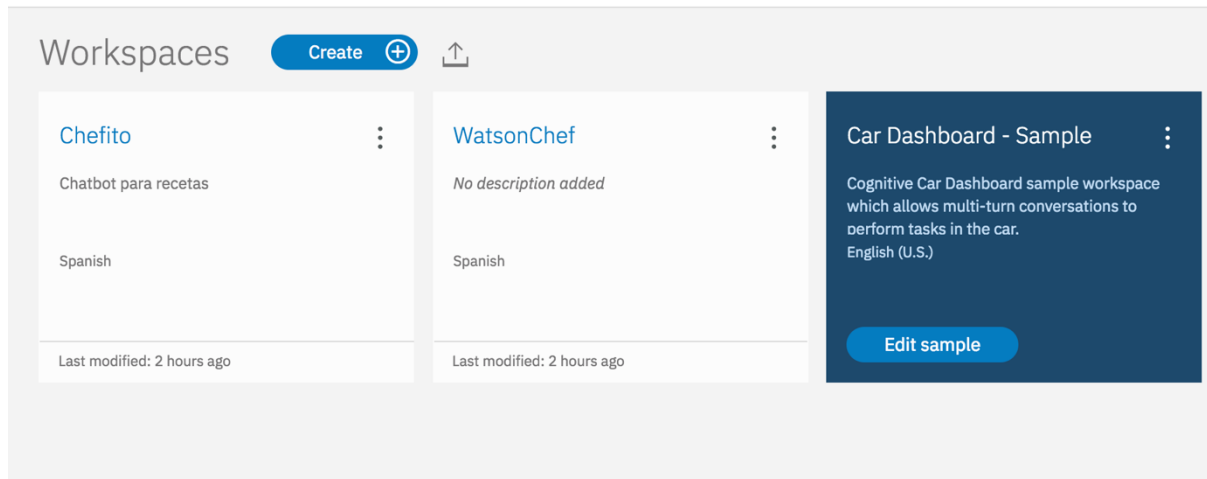 Workspaces
Create
Chefito
Chatbot para recetas
Spanish
Last modified: 2 hours ago
WatsonChef
No description added
Spanish
Last modified: 2 hours ago
Car Dashboard - Sample
Cognitive Car Dashboard sample workspace
which allows multi-turn conversations to
perform tasks in the car.
English (U.S.)
Edit sample